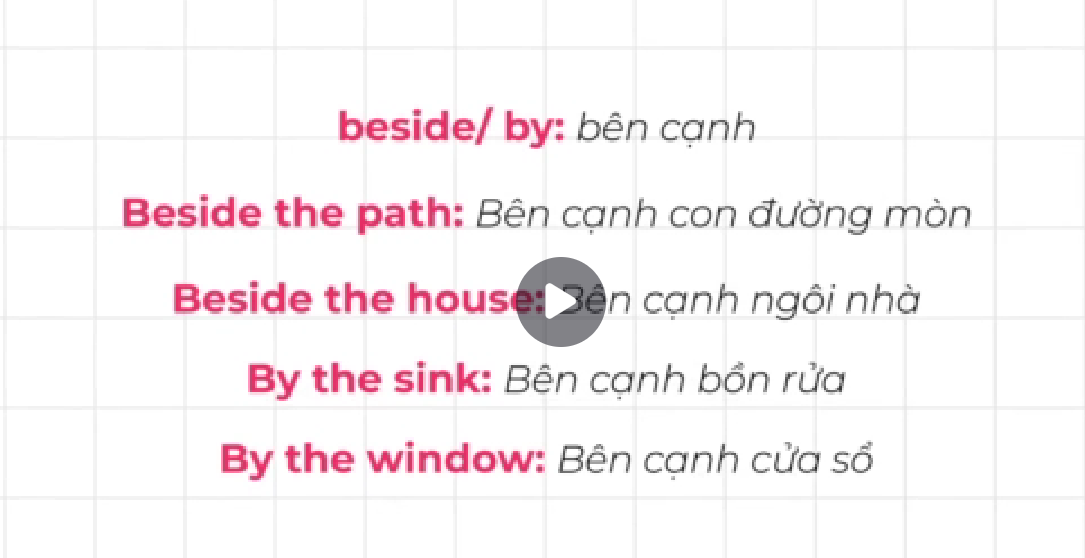 beside/ by: bên cạnh
Beside the path: Bên cạnh con đường mòn
Beside the house: Bên cạnh ngôi nhà
By the sink: Bên cạnh bồn rửa
By the window: Bên cạnh cửa sổ